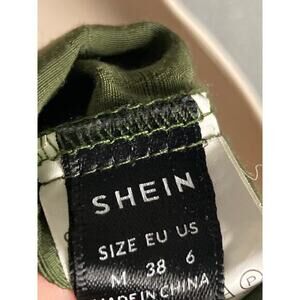 SHEIN
SIZE EU US
M 38 6
MADE IN CHINA
P